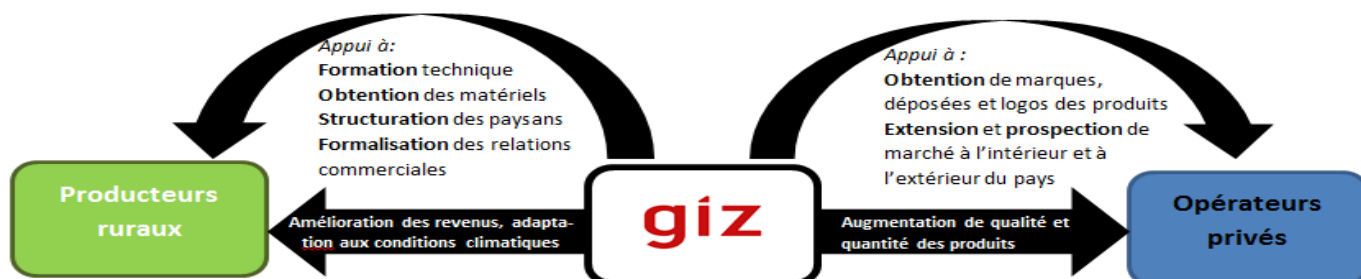 Appui à:
Formation technique
Obtention des matériels
Structuration des paysans
Formalisation des relations
commerciales
Appui à :
Obtention de marques,
déposées et logos des produits
Extension et prospection de
marché à l’intérieur et à
l’extérieur du pays
Producteurs
ruraux
Amélioration des revenus, adapta-
tion aux conditions climatiques
giz
Augmentation de qualité et
quantité des produits
Opérateurs
privés